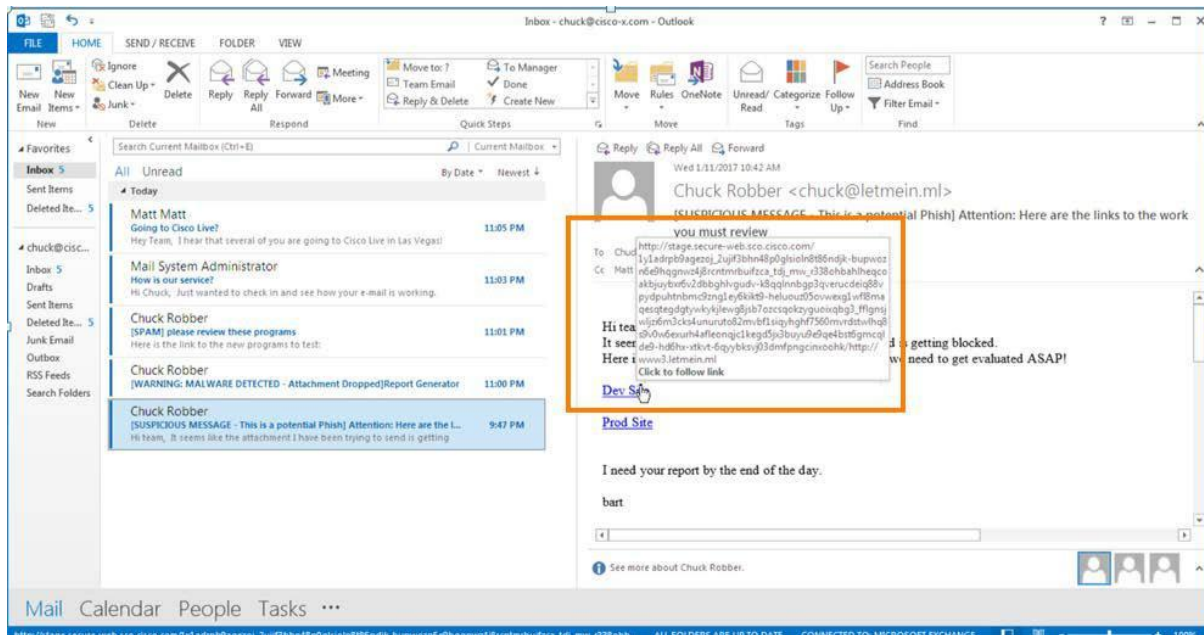 Inbox - chuck@cisco-x.com - Outlook
FILE HOME SEND / RECEIVE FOLDER VIEW
New Email
New Items
Ignore
Clean Up
Junk
Delete
Reply
Reply All
Forward
Meeting
More
Move to: ?
Team Email
Reply & Delete
To Manager
Done
Create New
Move
Rules
OneNote
Unread/ Read
Categorize
Follow Up
Search People
Address Book
Filter Email
New Delete Respond Quick Steps Move Tags Find
Favorites
Inbox 5
Sent Items
Deleted Ite... 5
chuck@cisc...
Inbox 5
Drafts
Sent Items
Deleted Ite... 5
Junk Email
Outbox
RSS Feeds
Search Folders
Search Current Mailbox (Ctrl+E) Current Mailbox
All Unread By Date Newest
Today
Matt Matt
Going to Cisco Live? 11:05 PM
Hey Team, I hear that several of you are going to Cisco Live in Las Vegas!
Mail System Administrator
How is our service? 11:03 PM
Hi Chuck, Just wanted to check in and see how your e-mail is working.
Chuck Robber
[SPAM] please review these programs 11:01 PM
Here is the link to the new programs to test:
Chuck Robber
[WARNING: MALWARE DETECTED - Attachment Dropped]Report Generator 11:00 PM
Chuck Robber
[SUSPICIOUS MESSAGE - This is a potential Phish] Attention: Here are the l... 9:47 PM
Hi team, It seems like the attachment I have been trying to send is getting
Reply Reply All Forward
Wed 1/11/2017 10:42 AM
Chuck Robber <chuck@letmein.ml>
[SUSPICIOUS MESSAGE - This is a potential Phish] Attention: Here are the links to the work
you must review
To Chuc
Cc Matt
http://stage.secure-web.sco.cisco.com/
www3.letmein.ml
Click to follow link
Hi tea
It seem d is getting blocked.
Here i we need to get evaluated ASAP!
Dev Site
Prod Site
I need your report by the end of the day.
bart
See more about Chuck Robber.
Mail Calendar People Tasks
ALL FOLDERS ARE UP TO DATE CONNECTED TO: MICROSOFT EXCHANGE 100%